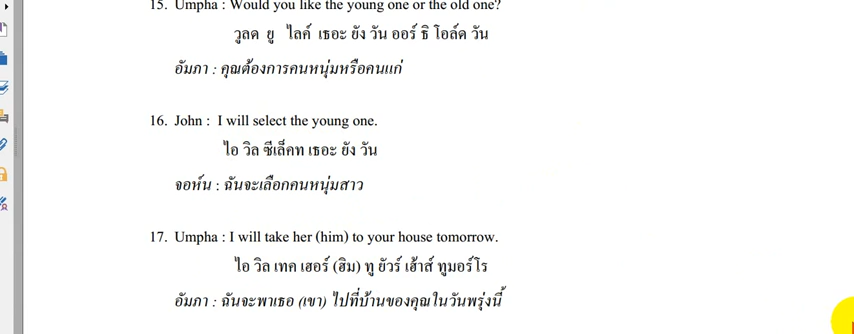 15. Umpha : Would you like the young one or the old one?
วูลด ยู ไลค์ เธอะ ยัง วัน ออร์ ธิ โอล์ด วัน
อัมภา : คุณต้องการคนหนุ่มหรือคนแก่
16. John : I will select the young one.
ไอ วิล ซีเล็คท เธอะ ยัง วัน
จอห์น : ฉันจะเลือกคนหนุ่มสาว
17. Umpha : I will take her (him) to your house tomorrow.
ไอ วิล เทค เฮอร์ (ฮิม) ทู ยัวร์ เฮ้าส์ ทูมอร์โร
อัมภา : ฉันจะพาเธอ (เขา) ไปที่บ้านของคุณในวันพรุ่งนี้